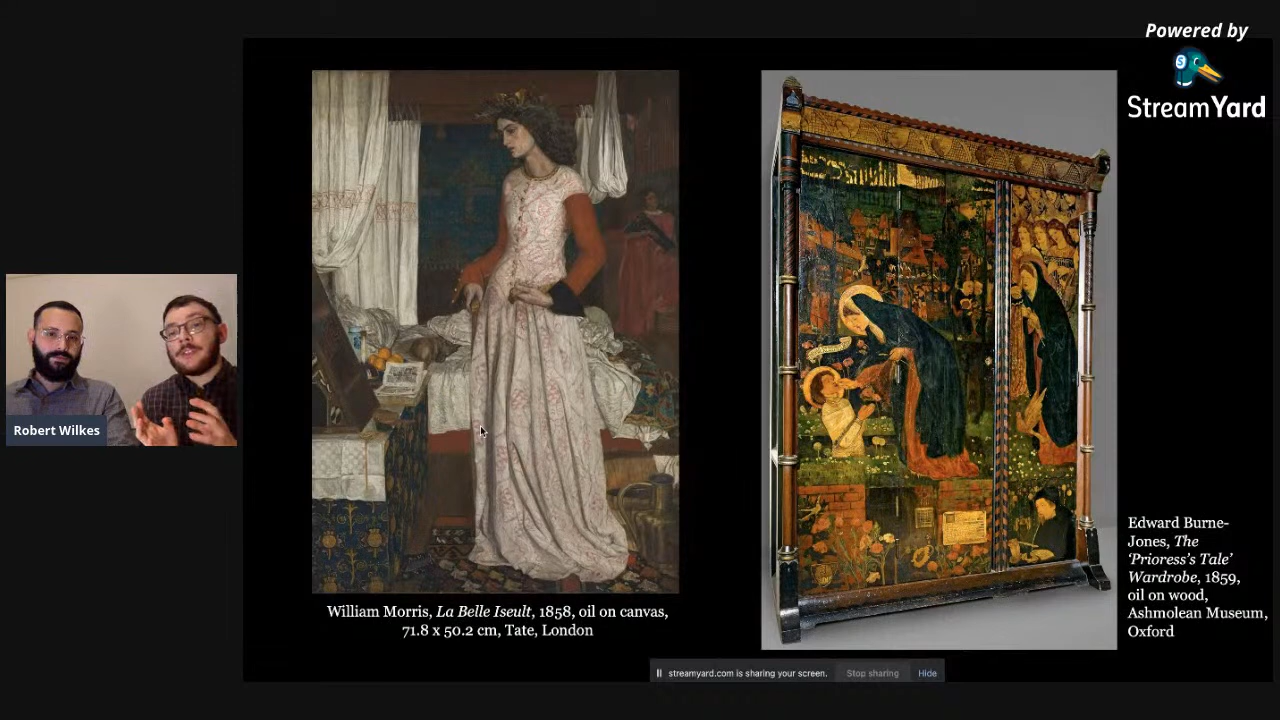 Powered by
StreamYard
Robert Wilkes
William Morris, La Belle Iseult, 1858, oil on canvas,
71.8 x 50.2 cm, Tate, London
Edward Burne-
Jones, The
‘Prioress’s Tale’
Wardrobe, 1859,
oil on wood,
Ashmolean Museum,
Oxford
streamyard.com is sharing your screen.
Stop sharing
Hide